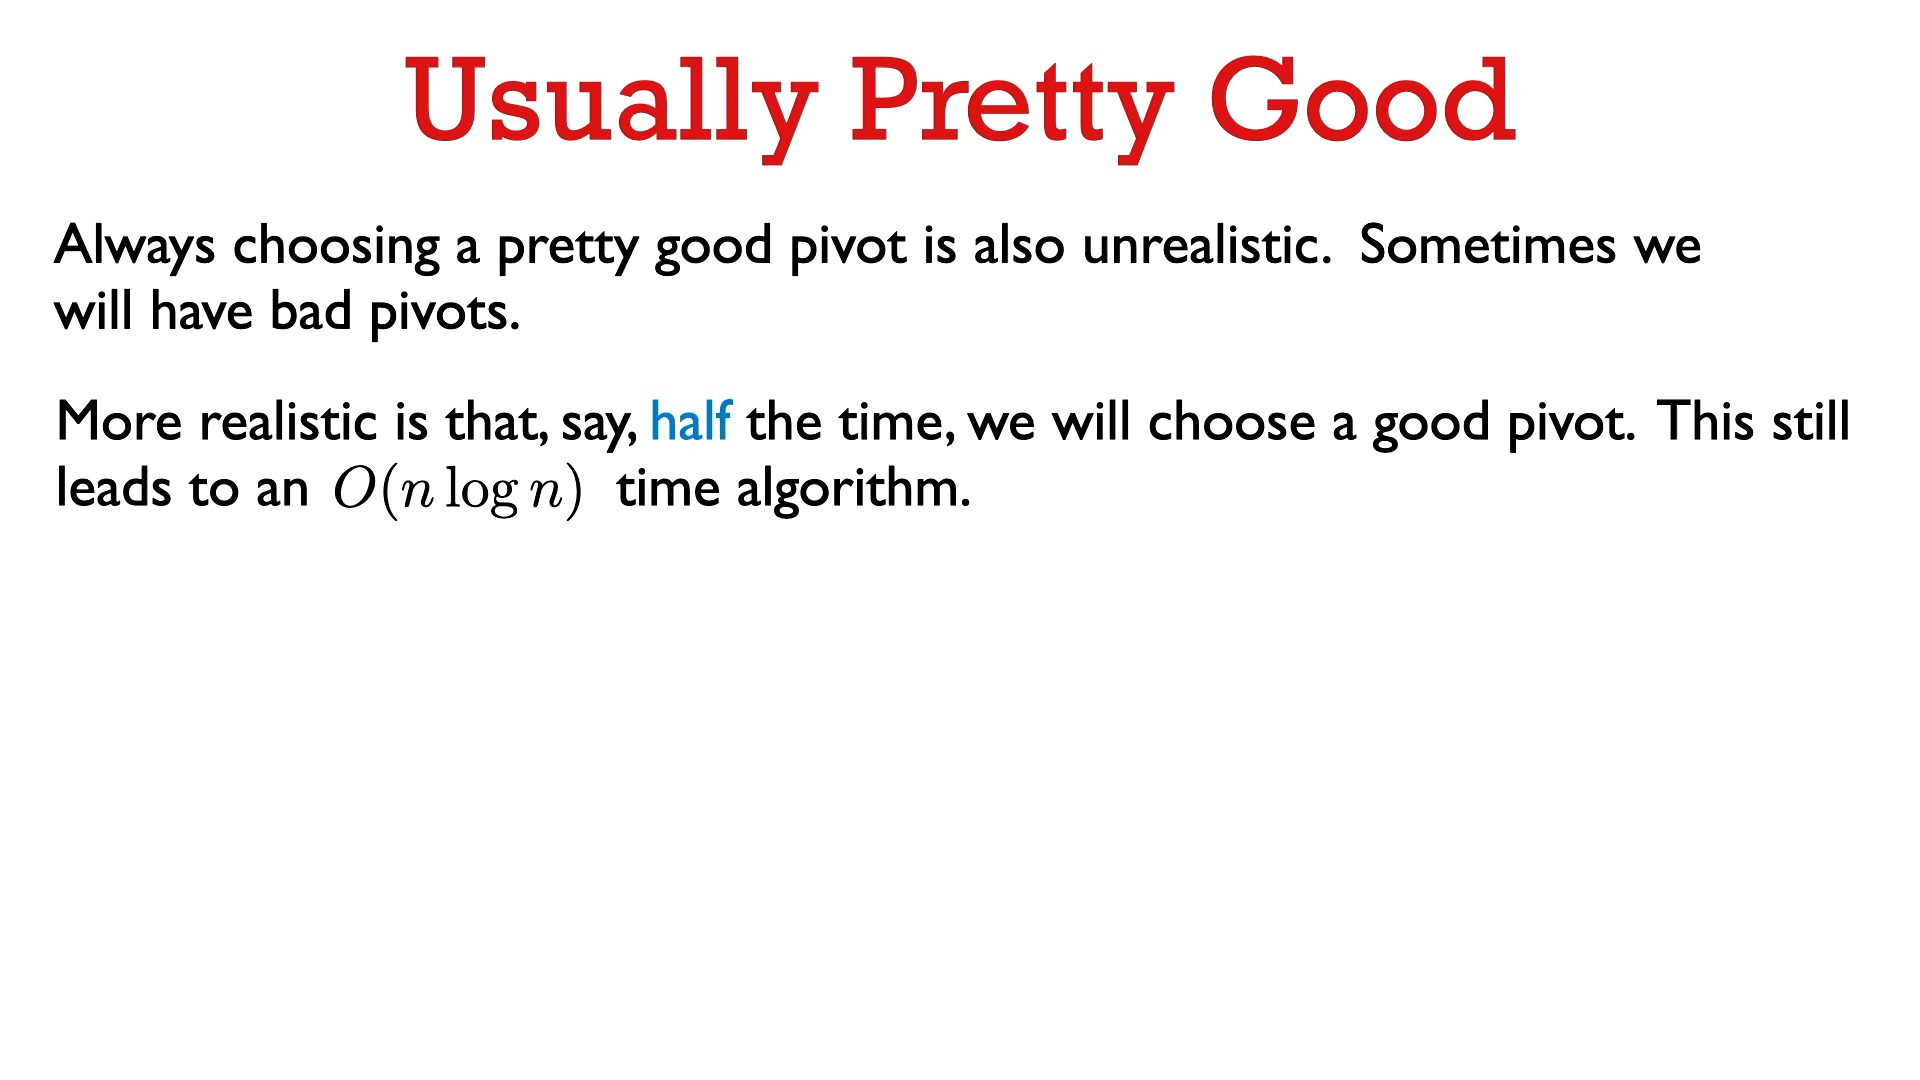 Usually Pretty Good
Always choosing a pretty good pivot is also unrealistic. Sometimes we
will have bad pivots.
More realistic is that, say, half the time, we will choose a good pivot. This still
leads to an O(n log n) time algorithm.